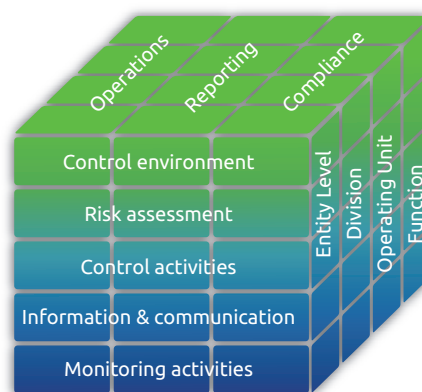 Operations
Reporting
Compliance
Control environment
Risk assessment
Control activities
Information & communication
Monitoring activities
Entity Level
Division
Operating Unit
Function